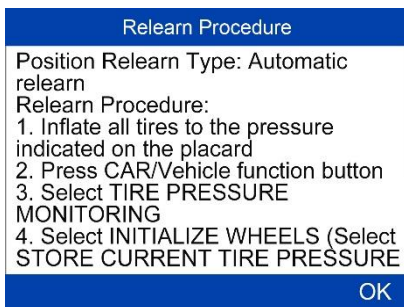 Relearn Procedure
Position Relearn Type: Automatic
relearn
Relearn Procedure:
1. Inflate all tires to the pressure
indicated on the placard
2. Press CAR/Vehicle function button
3. Select TIRE PRESSURE
MONITORING
4. Select INITIALIZE WHEELS (Select
STORE CURRENT TIRE PRESSURE
OK